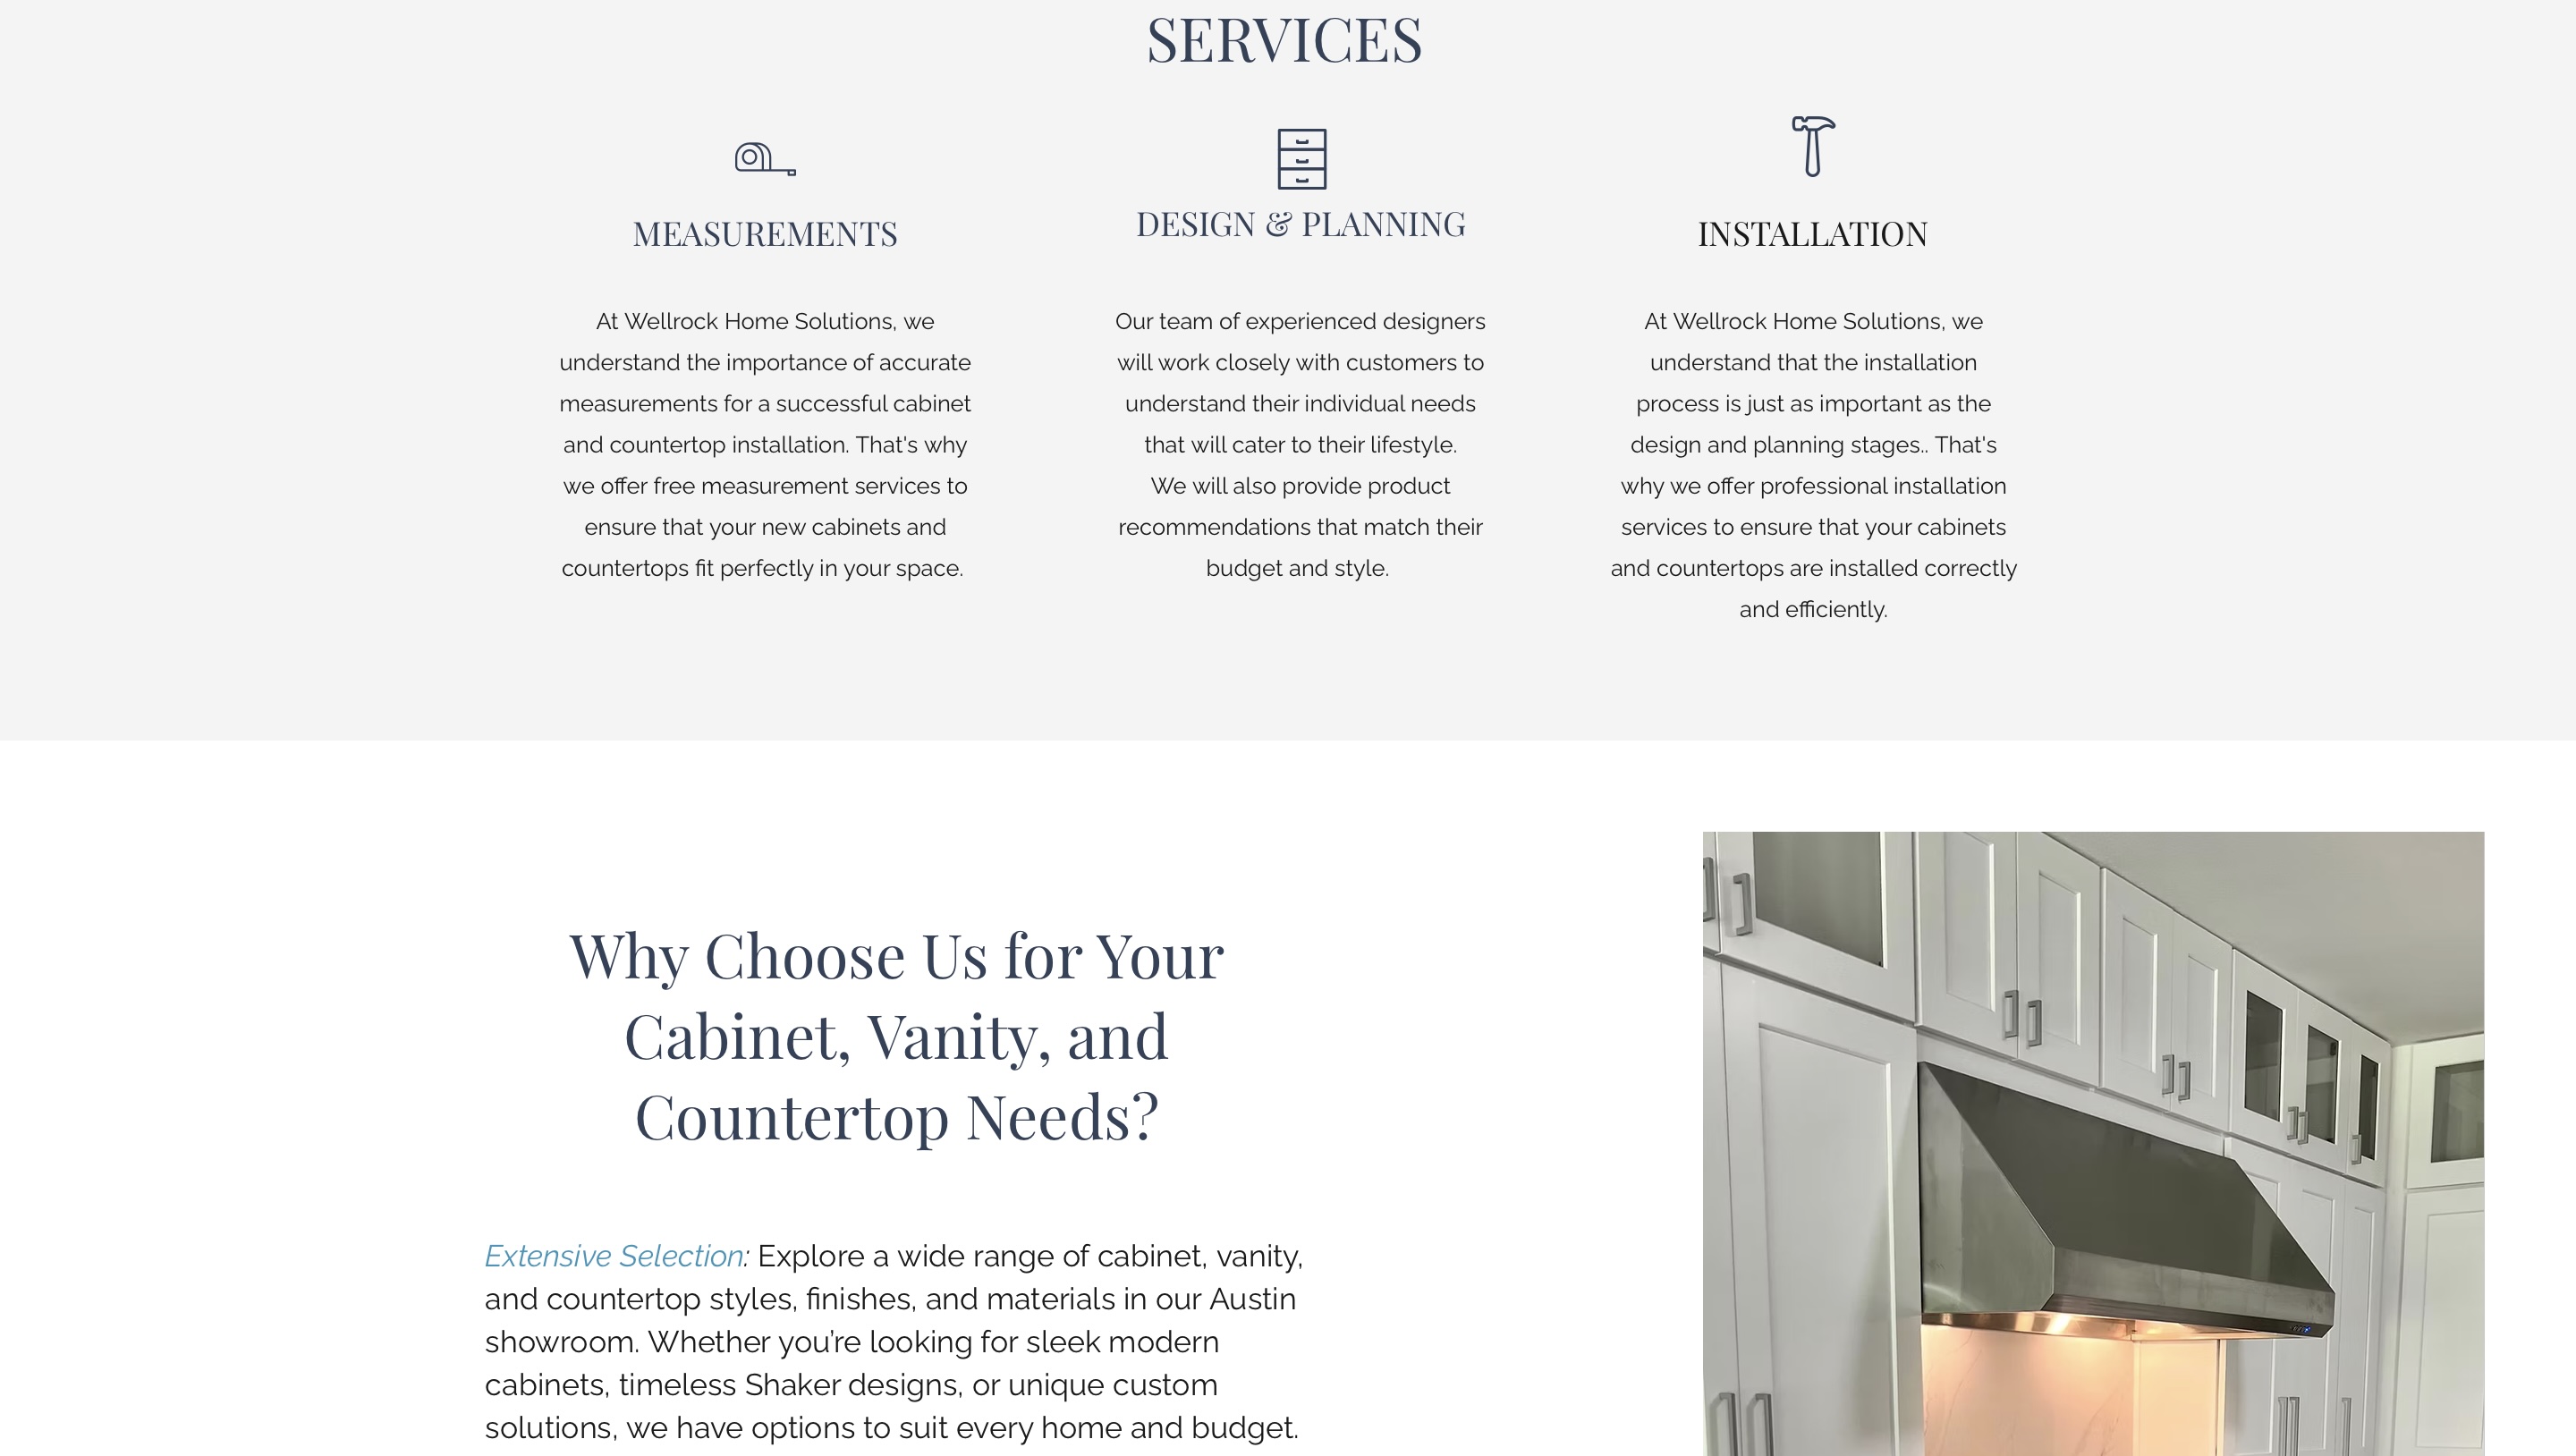 SERVICES
MEASUREMENTS
At Wellrock Home Solutions, we
understand the importance of accurate
measurements for a successful cabinet
and countertop installation. That's why
we offer free measurement services to
ensure that your new cabinets and
countertops fit perfectly in your space.
DESIGN & PLANNING
Our team of experienced designers
will work closely with customers to
understand their individual needs
that will cater to their lifestyle.
We will also provide product
recommendations that match their
budget and style.
INSTALLATION
At Wellrock Home Solutions, we
understand that the installation
process is just as important as the
design and planning stages.. That's
why we offer professional installation
services to ensure that your cabinets
and countertops are installed correctly
and efficiently.
Why Choose Us for Your
Cabinet, Vanity, and
Countertop Needs?
Extensive Selection: Explore a wide range of cabinet, vanity,
and countertop styles, finishes, and materials in our Austin
showroom. Whether you’re looking for sleek modern
cabinets, timeless Shaker designs, or unique custom
solutions, we have options to suit every home and budget.